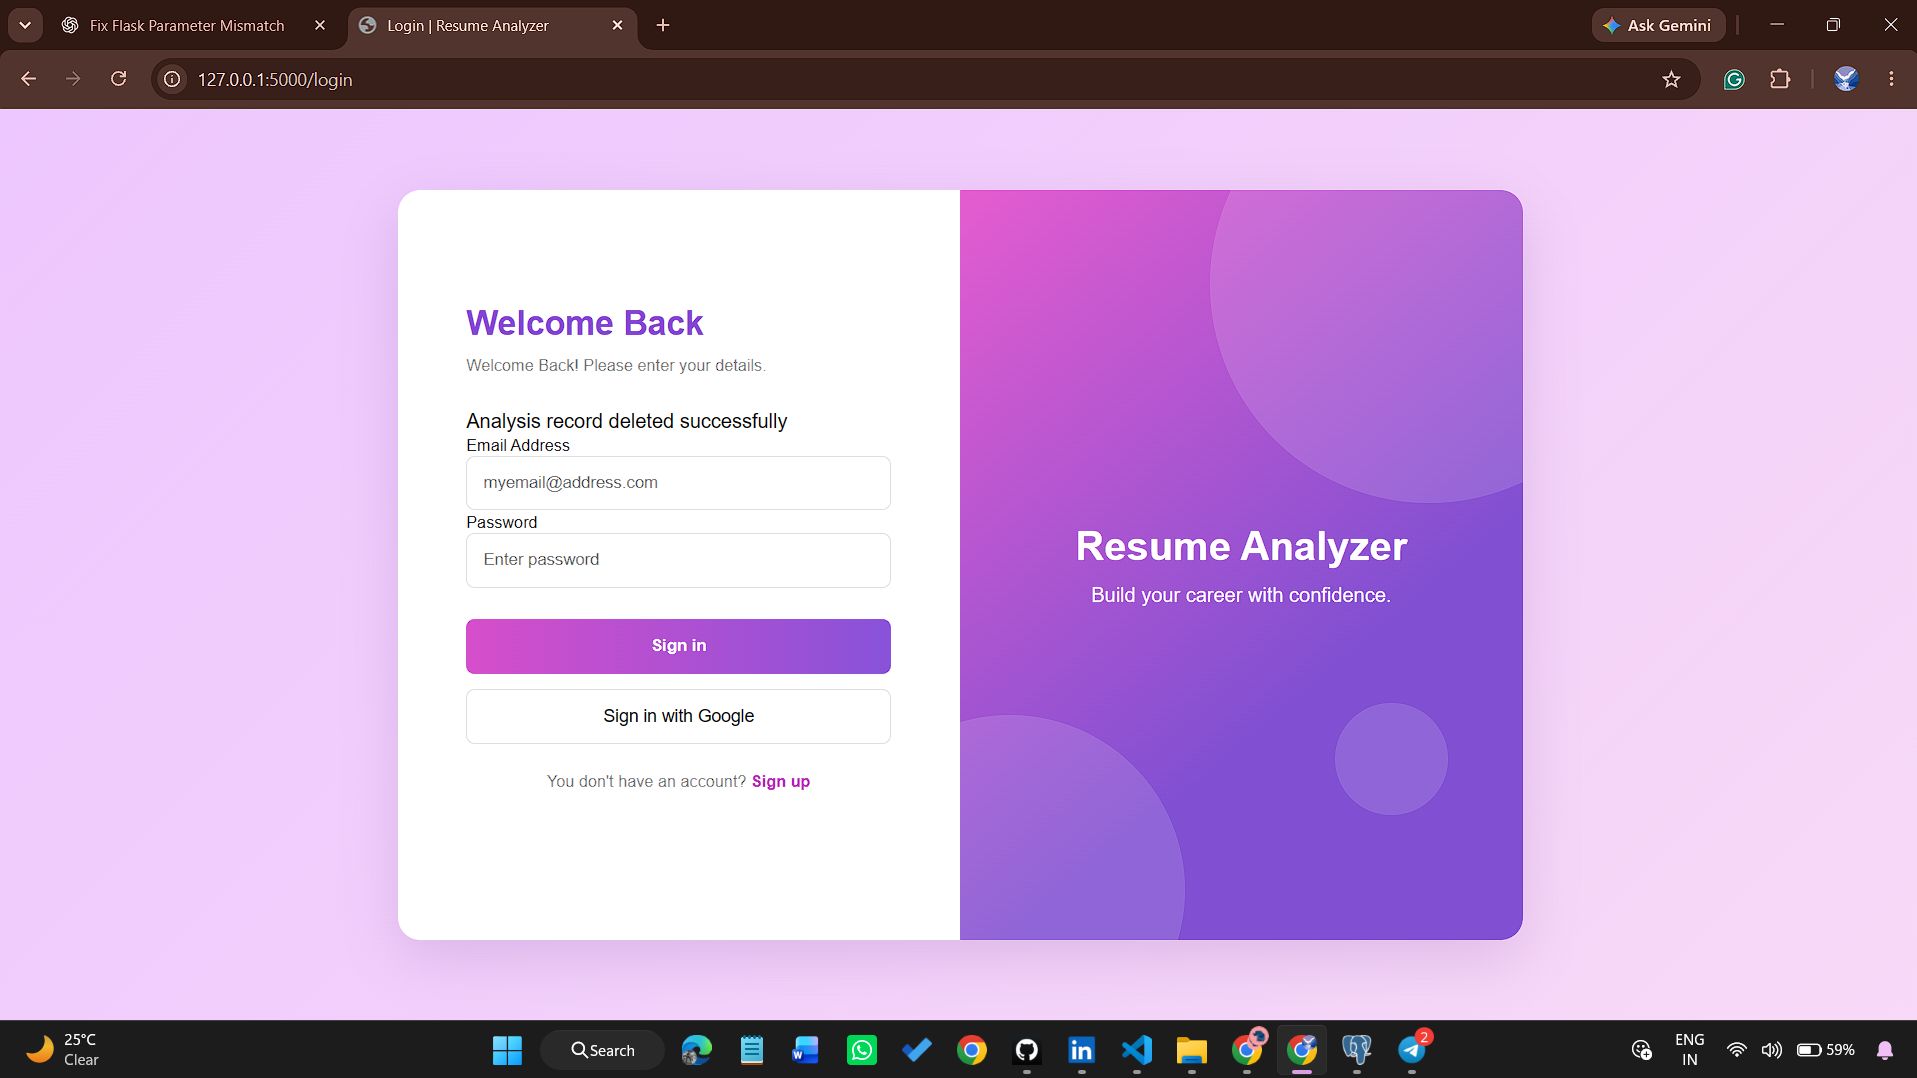 Fix Flask Parameter Mismatch
Login | Resume Analyzer
Ask Gemini
127.0.0.1:5000/login
Welcome Back
Welcome Back! Please enter your details.
Analysis record deleted successfully
Email Address
myemail@address.com
Password
Enter password
Sign in
Sign in with Google
You don't have an account? Sign up
Resume Analyzer
Build your career with confidence.
25°C
Clear
Search
2
ENG
IN
59%